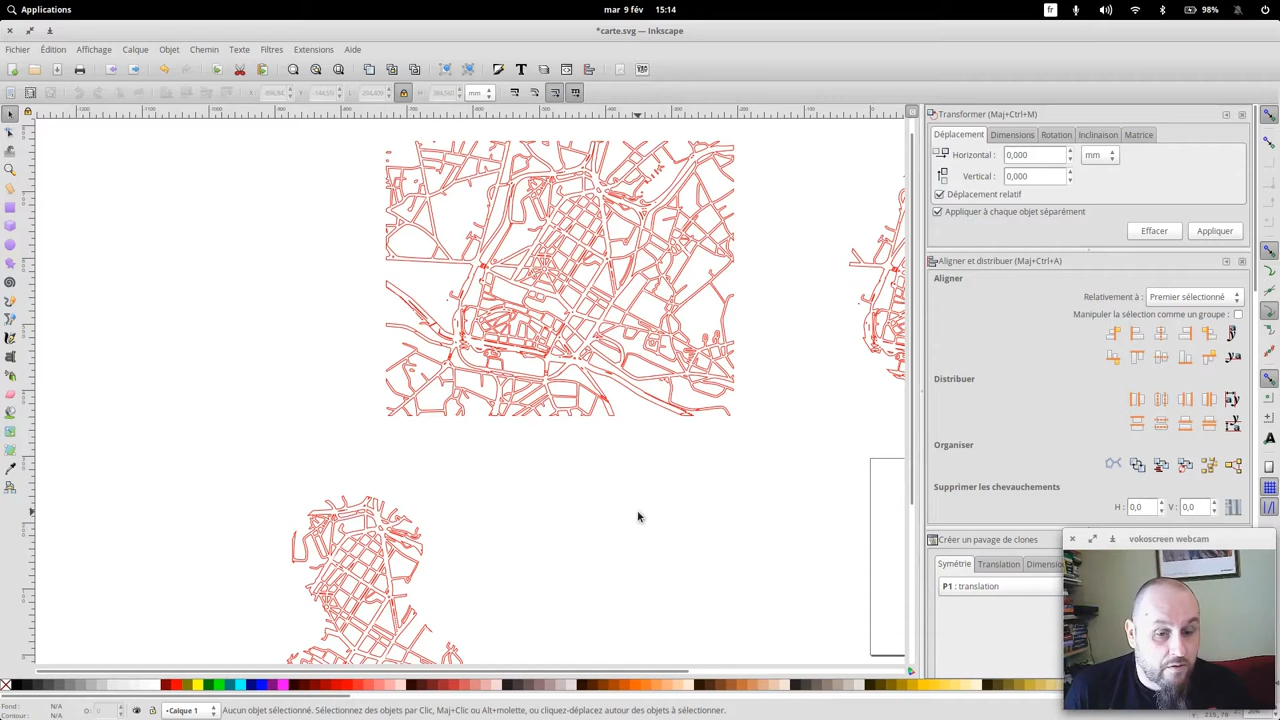 Applications
mar 9 fév 15:14
fr
98%
*carte.svg — Inkscape
Fichier Édition Affichage Calque Objet Chemin Texte Filtres Extensions Aide
X: Y: L: H: mm
Transformer (Maj+Ctrl+M)
Déplacement Dimensions Rotation Inclinaison Matrice
Horizontal : 0,000 mm
Vertical : 0,000
Déplacement relatif
Appliquer à chaque objet séparément
Effacer Appliquer
Aligner et distribuer (Maj+Ctrl+A)
Aligner
Relativement à : Premier sélectionné
Manipuler la sélection comme un groupe :
Distribuer
Organiser
Supprimer les chevauchements
H: 0,0 V: 0,0
Créer un pavage de clones
vokoscreen webcam
Symétrie Translation Dimensio
P1 : translation
Fond : N/A
Contour : N/A
O: 0
•Calque 1
Aucun objet sélectionné. Sélectionnez des objets par Clic, Maj+Clic ou Alt+molette, ou cliquez-déplacez autour des objets à sélectionner.